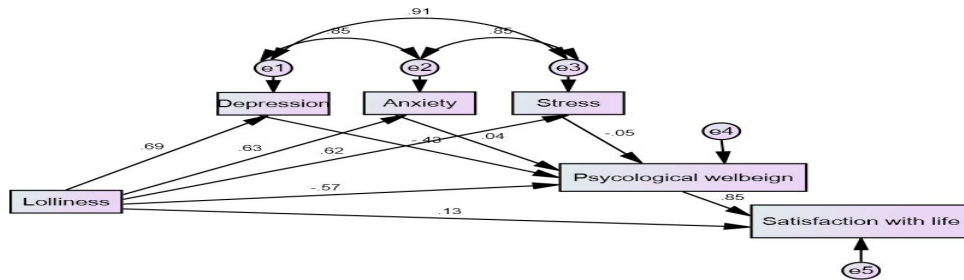 .91
.85
.85
e1
e2
e3
Depression
Anxiety
Stress
e4
.69
.63
.62
-.43
.04
-.05
Psycological welbeign
Lolliness
-.57
.85
.13
Satisfaction with life
e5